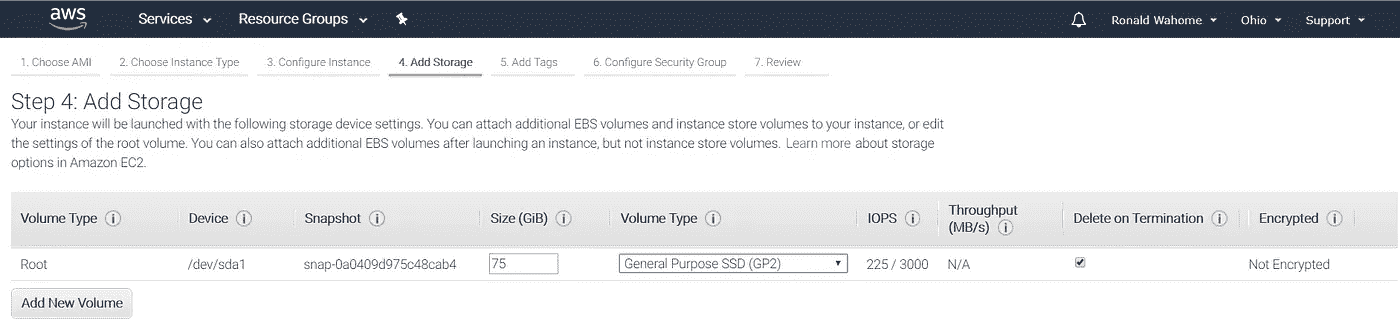 aws Services Resource Groups Ronald Wahome Ohio Support
1. Choose AMI 2. Choose Instance Type 3. Configure Instance 4. Add Storage 5. Add Tags 6. Configure Security Group 7. Review
Step 4: Add Storage
Your instance will be launched with the following storage device settings. You can attach additional EBS volumes and instance store volumes to your instance, or edit
the settings of the root volume. You can also attach additional EBS volumes after launching an instance, but not instance store volumes. Learn more about storage
options in Amazon EC2.
Volume Type Device Snapshot Size (GiB) Volume Type IOPS Throughput (MB/s) Delete on Termination Encrypted
Root /dev/sda1 snap-0a0409d975c48cab4 75 General Purpose SSD (GP2) 225 / 3000 N/A Not Encrypted
Add New Volume